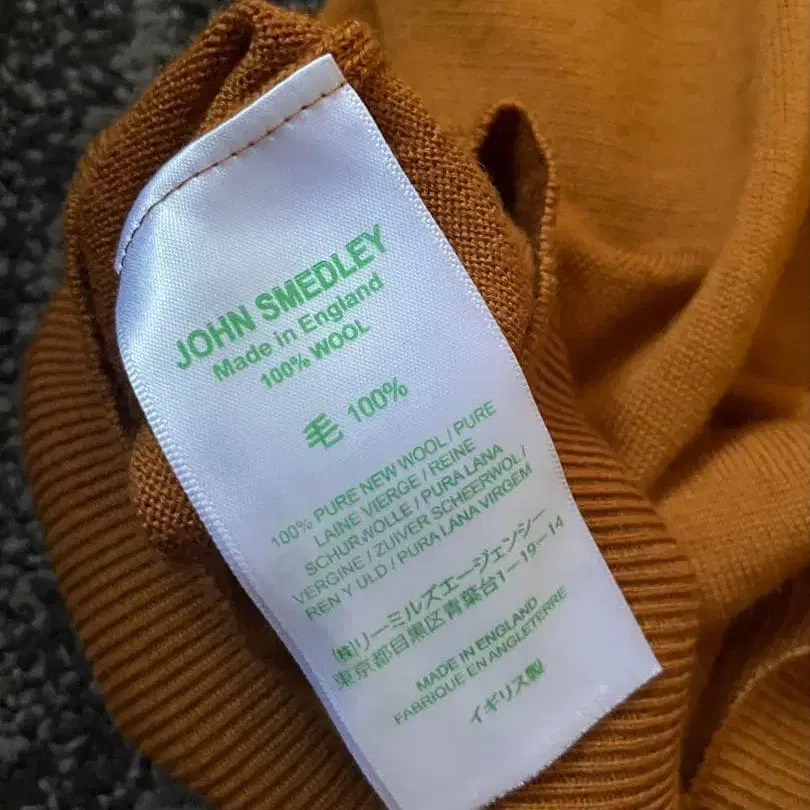 JOHN SMEDLEY
Made in England
100% WOOL
毛 100%
100% PURE NEW WOOL / PURE
LAINE VIERGE / REINE
SCHURWOLLE / PURA LANA
VERGINE / ZUIVER SCHEERWOL /
REN Y ULD / PURA LANA VIRGEM
㈱リーミルズエージェンシー
東京都目黒区青葉台1-19-14
MADE IN ENGLAND
FABRIQUE EN ANGLETERRE
イギリス製